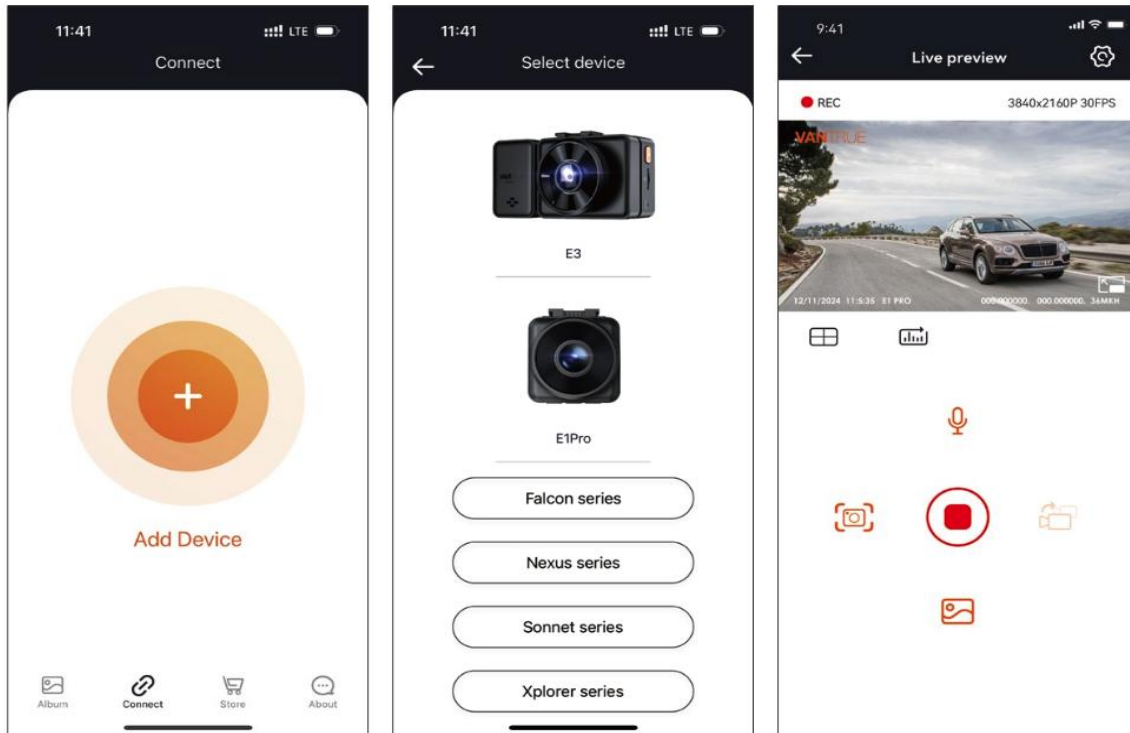 11:41
LTE
Connect
Add Device
Album
Connect
Store
About
11:41
LTE
Select device
E3
E1Pro
Falcon series
Nexus series
Sonnet series
Xplorer series
9:41
Live preview
REC
3840x2160P 30FPS
VANTRUE
12/11/2024 11:5:35 E1 PRO
000.000000. 000.000000. 36MKH